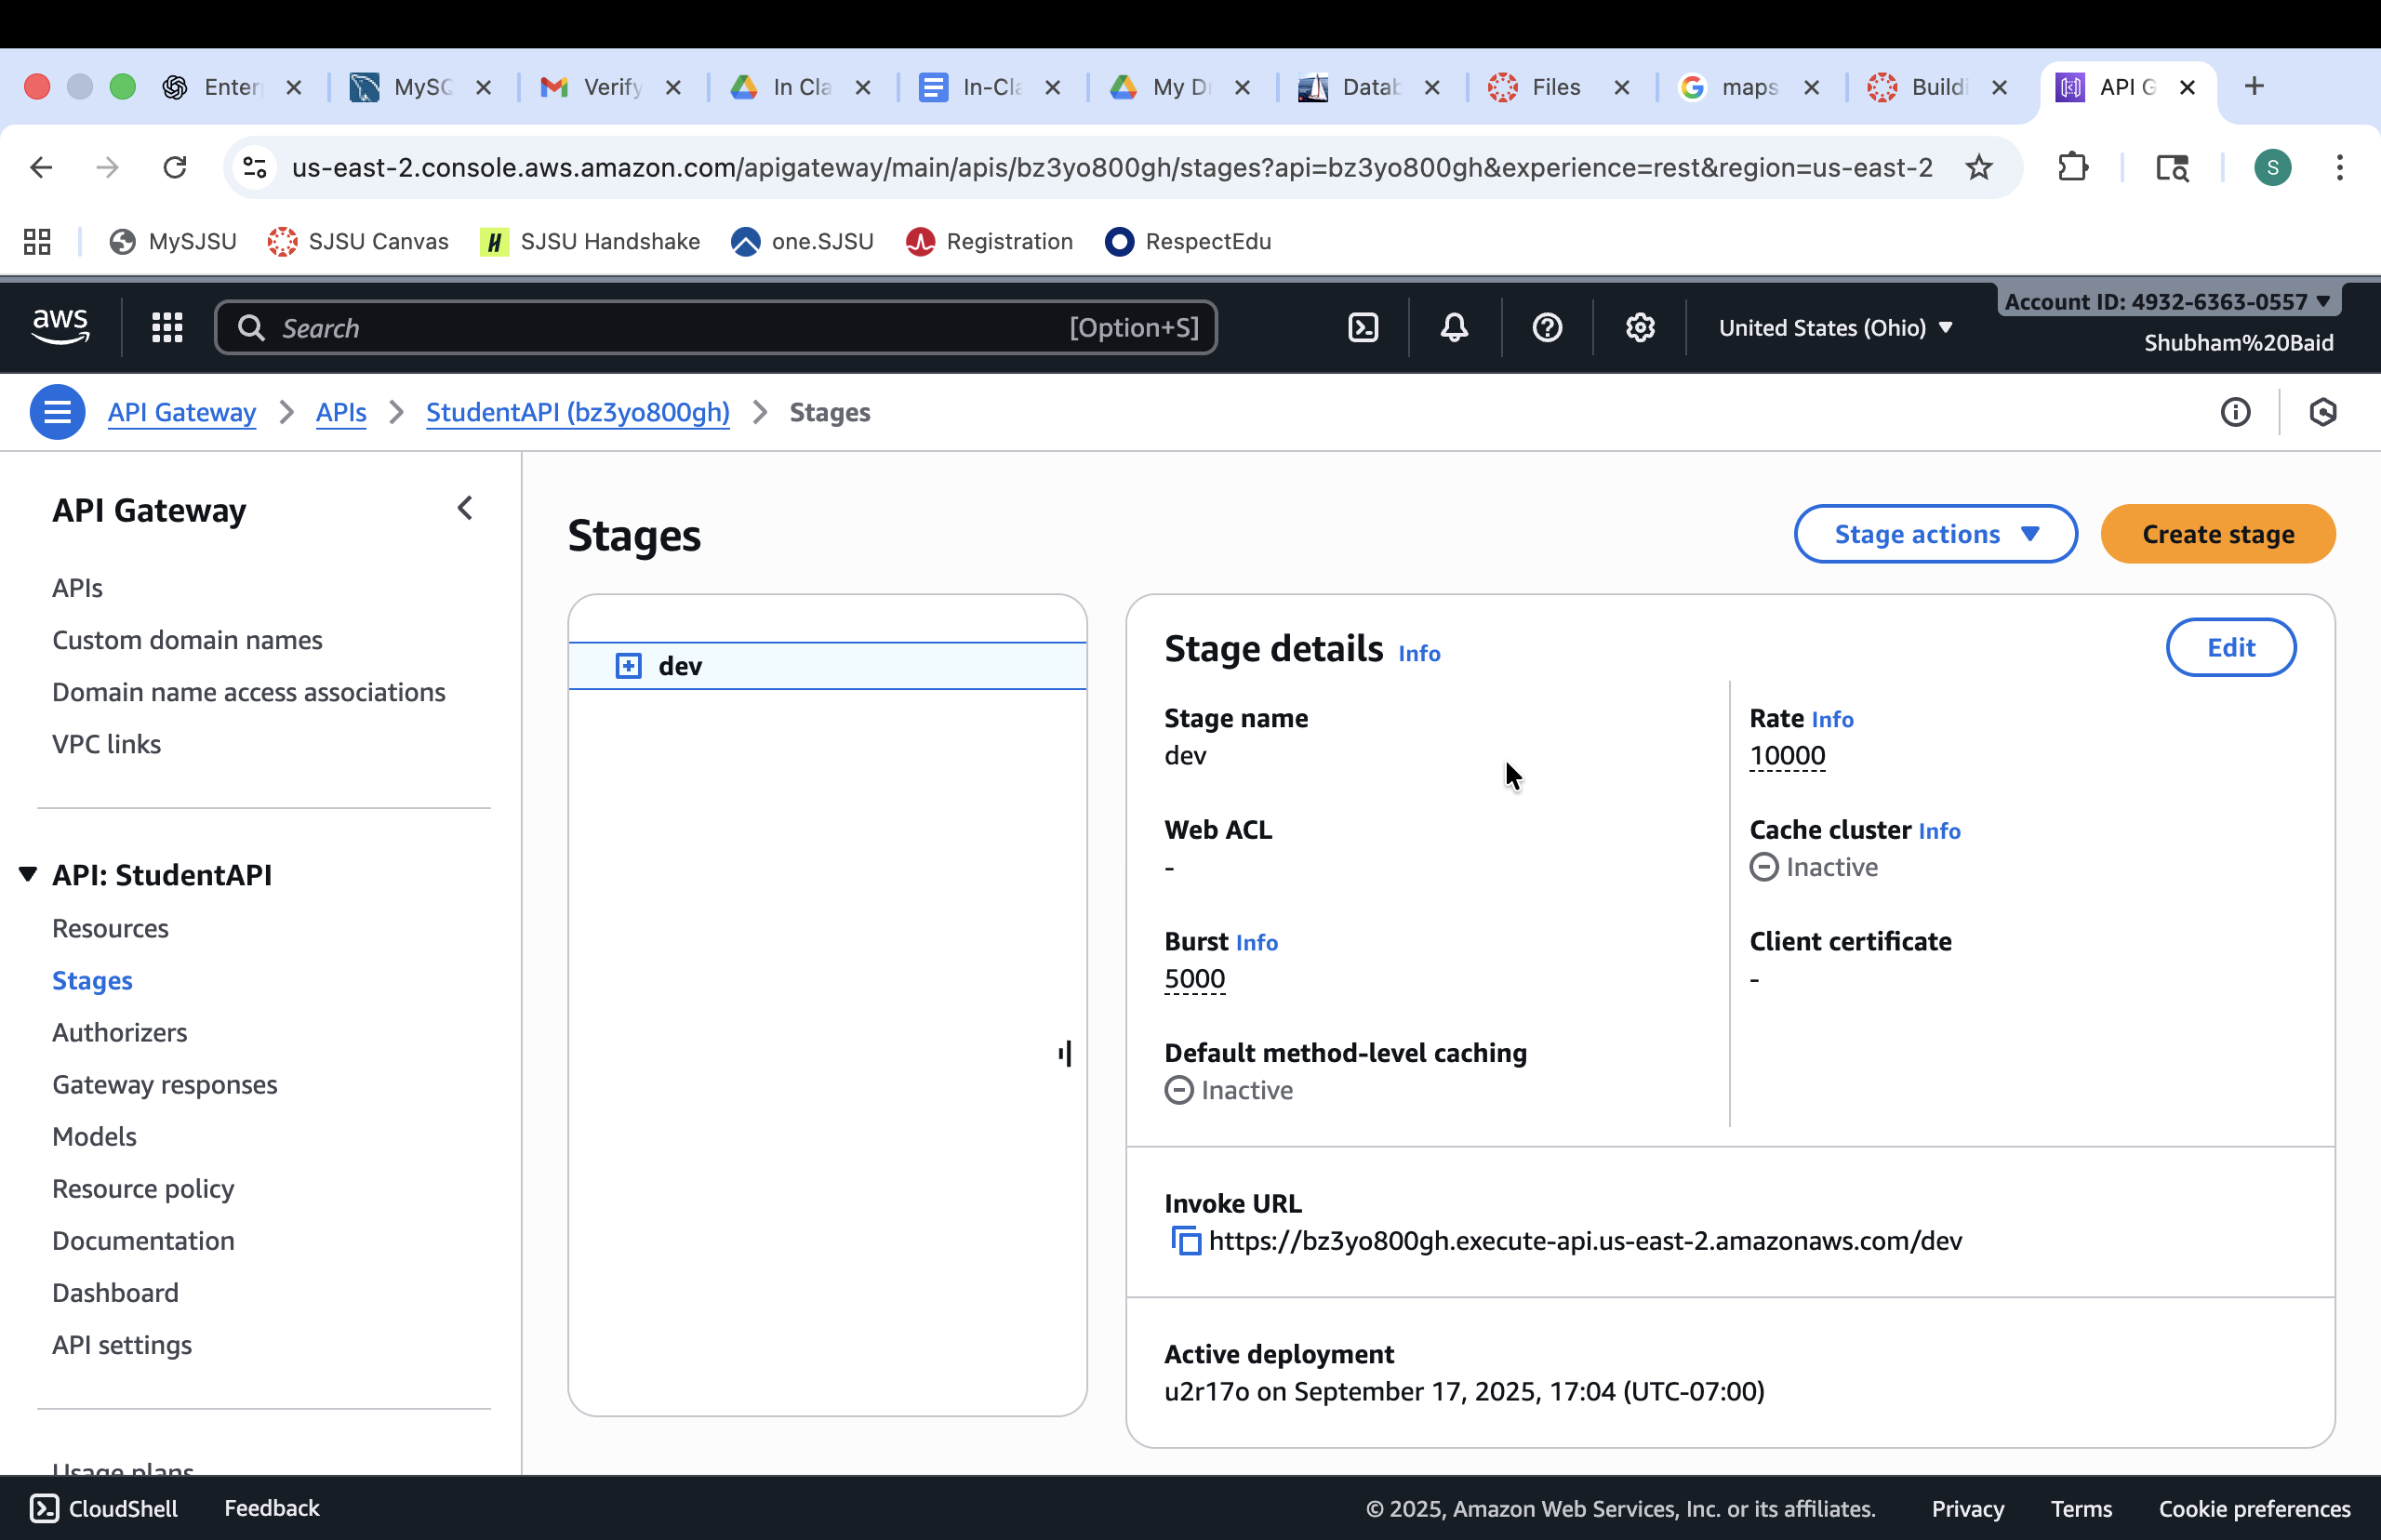 Enter
MySQ
Verify
In Cla
In-Cla
My Dr
Datab
Files
maps
Buildi
API G
us-east-2.console.aws.amazon.com/apigateway/main/apis/bz3yo800gh/stages?api=bz3yo800gh&experience=rest&region=us-east-2
S
MySJSU
SJSU Canvas
SJSU Handshake
one.SJSU
Registration
RespectEdu
aws
Search
[Option+S]
United States (Ohio)
Account ID: 4932-6363-0557
Shubham%20Baid
API Gateway
APIs
StudentAPI (bz3yo800gh)
Stages
API Gateway
APIs
Custom domain names
Domain name access associations
VPC links
API: StudentAPI
Resources
Stages
Authorizers
Gateway responses
Models
Resource policy
Documentation
Dashboard
API settings
Usage plans
Stages
Stage actions
Create stage
dev
Stage details Info
Edit
Stage name
dev
Rate Info
10000
Web ACL
-
Cache cluster Info
Inactive
Burst Info
5000
Client certificate
-
Default method-level caching
Inactive
Invoke URL
https://bz3yo800gh.execute-api.us-east-2.amazonaws.com/dev
Active deployment
u2r17o on September 17, 2025, 17:04 (UTC-07:00)
CloudShell
Feedback
© 2025, Amazon Web Services, Inc. or its affiliates.
Privacy
Terms
Cookie preferences